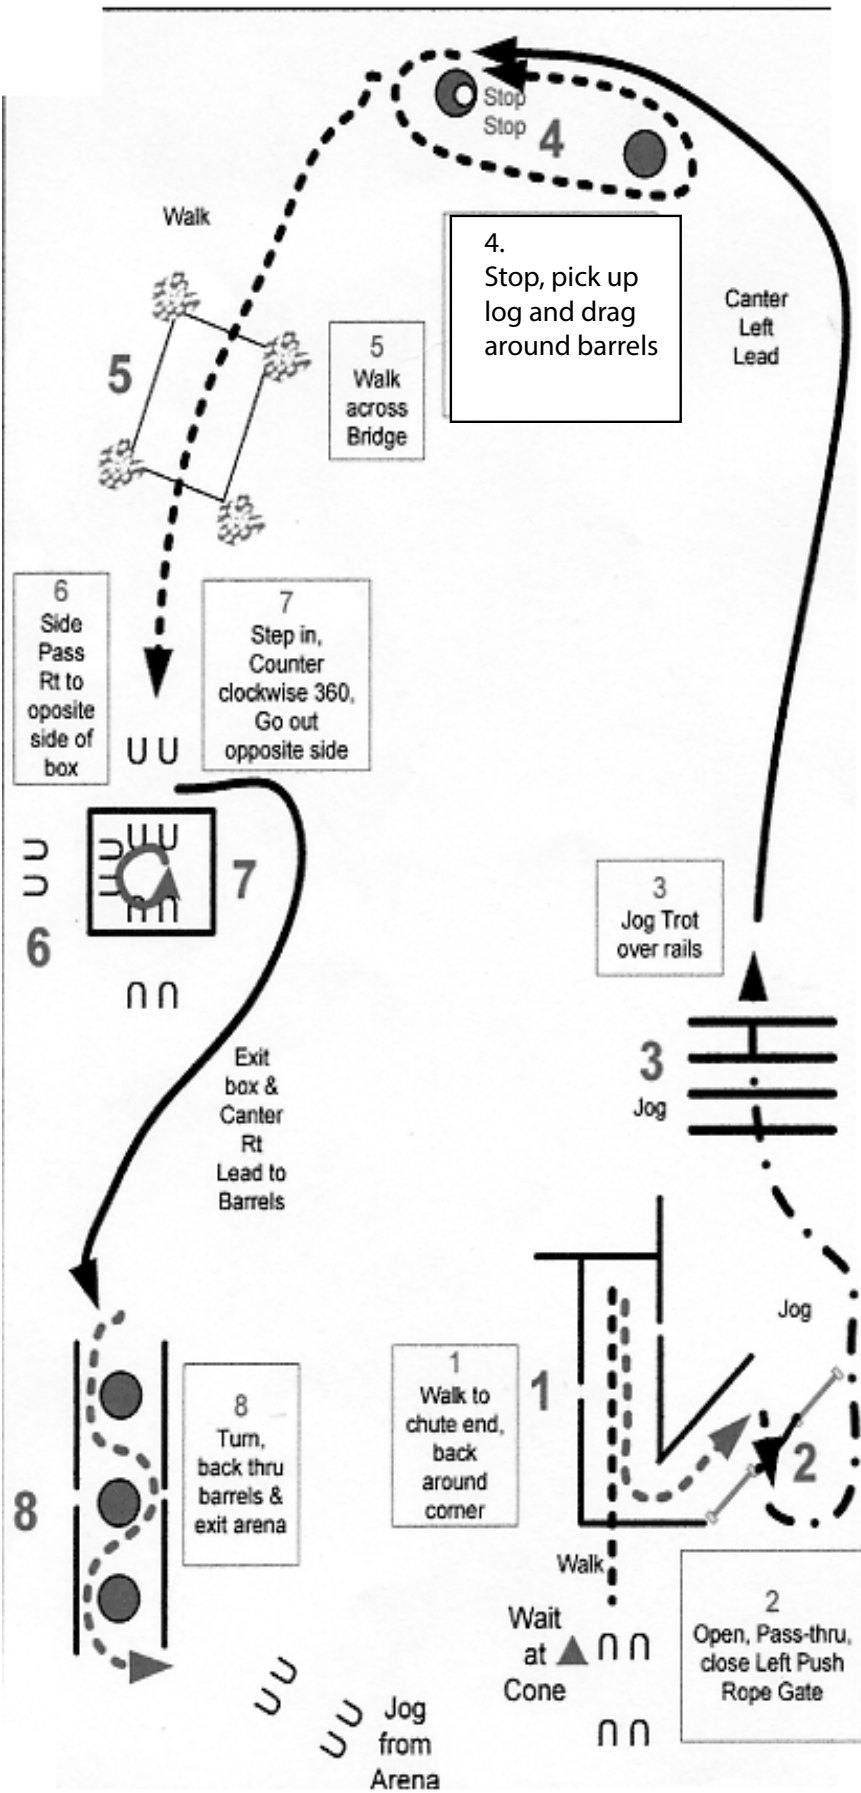 Stop
Stop
4
4.
Stop, pick up
log and drag
around barrels
Walk
Canter
Left
Lead
5
5
Walk
across
Bridge
6
Side
Pass
Rt to
oposite
side of
box
7
Step in,
Counter
clockwise 360,
Go out
opposite side
7
6
3
Jog Trot
over rails
3
Jog
Exit
box &
Canter
Rt
Lead to
Barrels
Jog
1
Walk to
chute end,
back
around
corner
1
2
8
Turn,
back thru
barrels &
exit arena
8
Walk
2
Open, Pass-thru,
close Left Push
Rope Gate
Wait
at
Cone
Jog
from
Arena